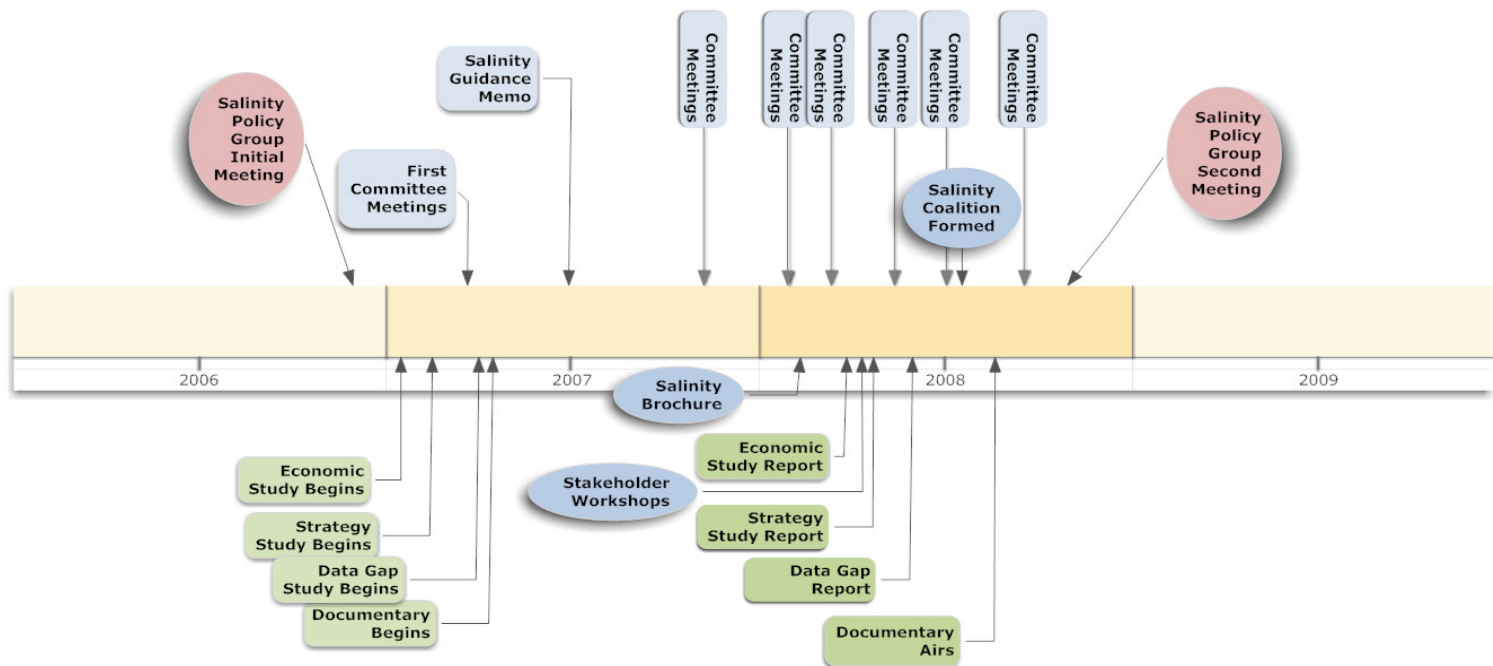 Salinity
Policy
Group
Initial
Meeting
Salinity
Guidance
Memo
First
Committee
Meetings
Committee
Meetings
Committee
Meetings
Committee
Meetings
Committee
Meetings
Committee
Meetings
Committee
Meetings
Salinity
Coalition
Formed
Salinity
Policy
Group
Second
Meeting
2006
2007
2008
2009
Salinity
Brochure
Economic
Study Begins
Strategy
Study Begins
Data Gap
Study Begins
Documentary
Begins
Economic
Study Report
Stakeholder
Workshops
Strategy
Study Report
Data Gap
Report
Documentary
Airs